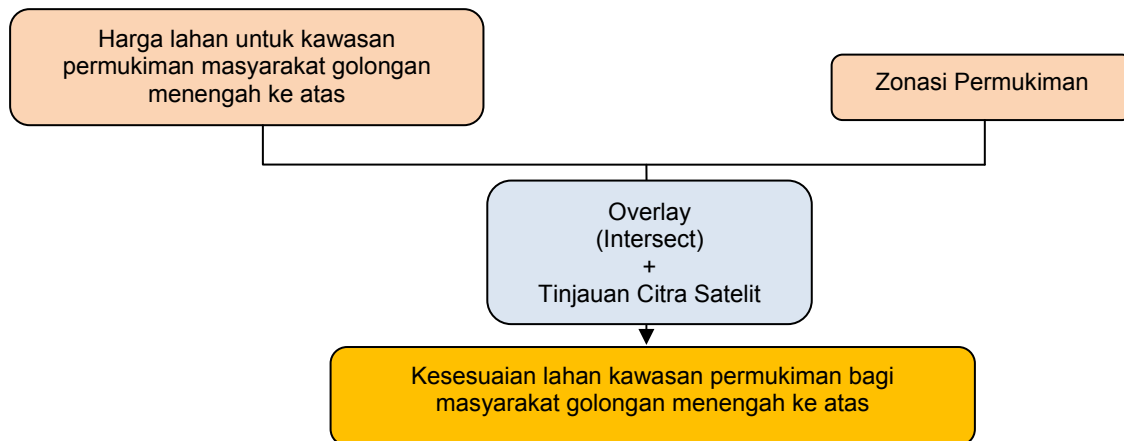 Harga lahan untuk kawasan
permukiman masyarakat golongan
menengah ke atas
Zonasi Permukiman
Overlay
(Intersect)
+
Tinjauan Citra Satelit
Kesesuaian lahan kawasan permukiman bagi
masyarakat golongan menengah ke atas